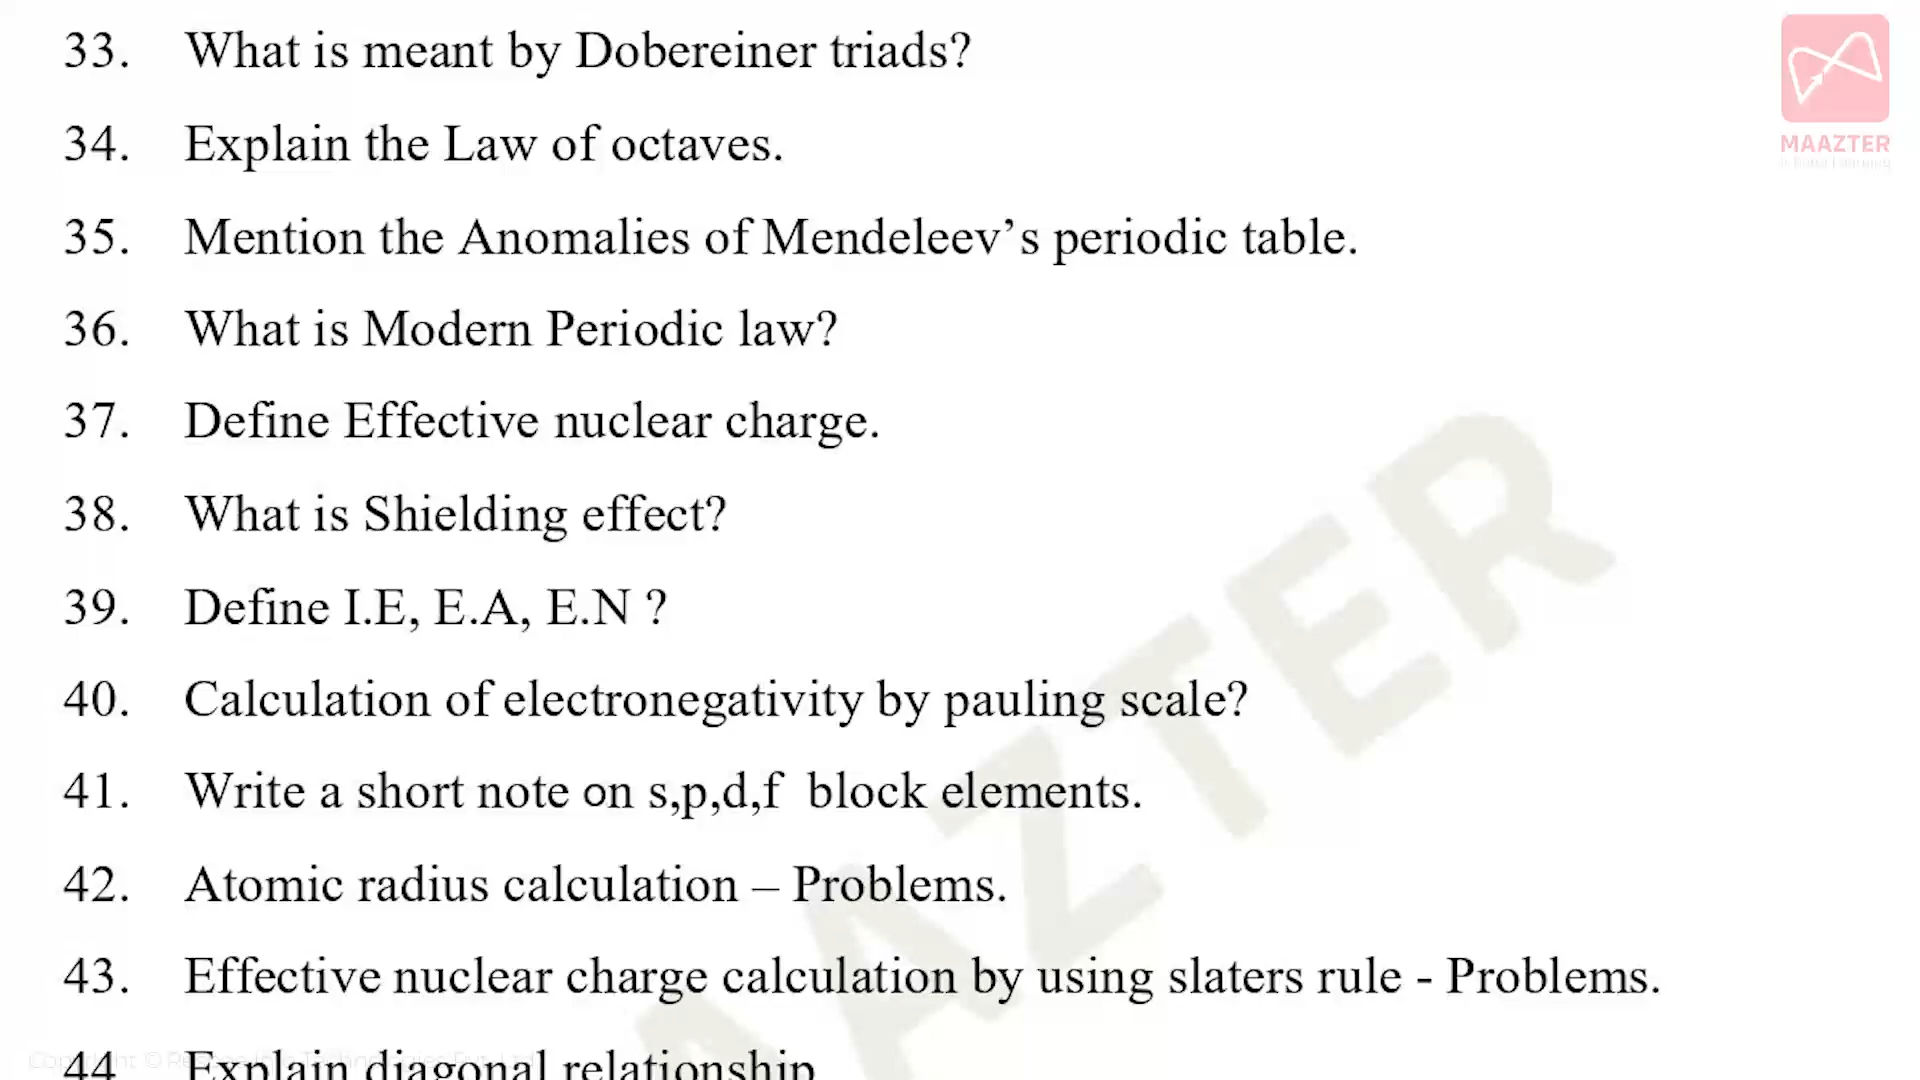 33. What is meant by Dobereiner triads?
34. Explain the Law of octaves.
35. Mention the Anomalies of Mendeleev’s periodic table.
36. What is Modern Periodic law?
37. Define Effective nuclear charge.
38. What is Shielding effect?
39. Define I.E, E.A, E.N ?
40. Calculation of electronegativity by pauling scale?
41. Write a short note on s,p,d,f block elements.
42. Atomic radius calculation – Problems.
43. Effective nuclear charge calculation by using slaters rule - Problems.
44 Explain diagonal relationship
MAAZTER
AAZTER
Copyright ©